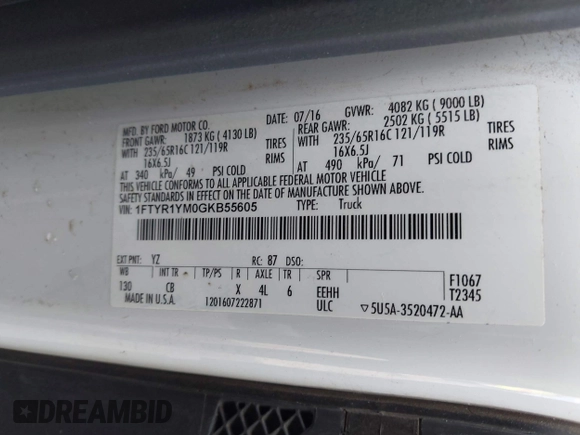 MFD. BY FORD MOTOR CO.
DATE: 07/16 GVWR: 4082 KG ( 9000 LB)
FRONT GAWR: 1873 KG ( 4130 LB)
REAR GAWR: 2502 KG ( 5515 LB)
WITH 235/65R16C 121/119R TIRES
WITH 235/65R16C 121/119R TIRES
16X6.5J RIMS
16X6.5J RIMS
AT 340 kPa/ 49 PSI COLD
AT 490 kPa/ 71 PSI COLD
THIS VEHICLE CONFORMS TO ALL APPLICABLE FEDERAL MOTOR VEHICLE
SAFETY STANDARDS IN EFFECT ON THE DATE OF MANUFACTURE SHOWN ABOVE.
VIN: 1FTYR1YM0GKB55605 TYPE: Truck
EXT PNT: YZ RC: 87 DSO:
WB INT TR TP/PS R AXLE TR SPR
130 CB X 4L 6 EEHH
F1067
T2345
MADE IN U.S.A. 1201607222871 ULC ▽5U5A-3520472-AA
DREAMBID